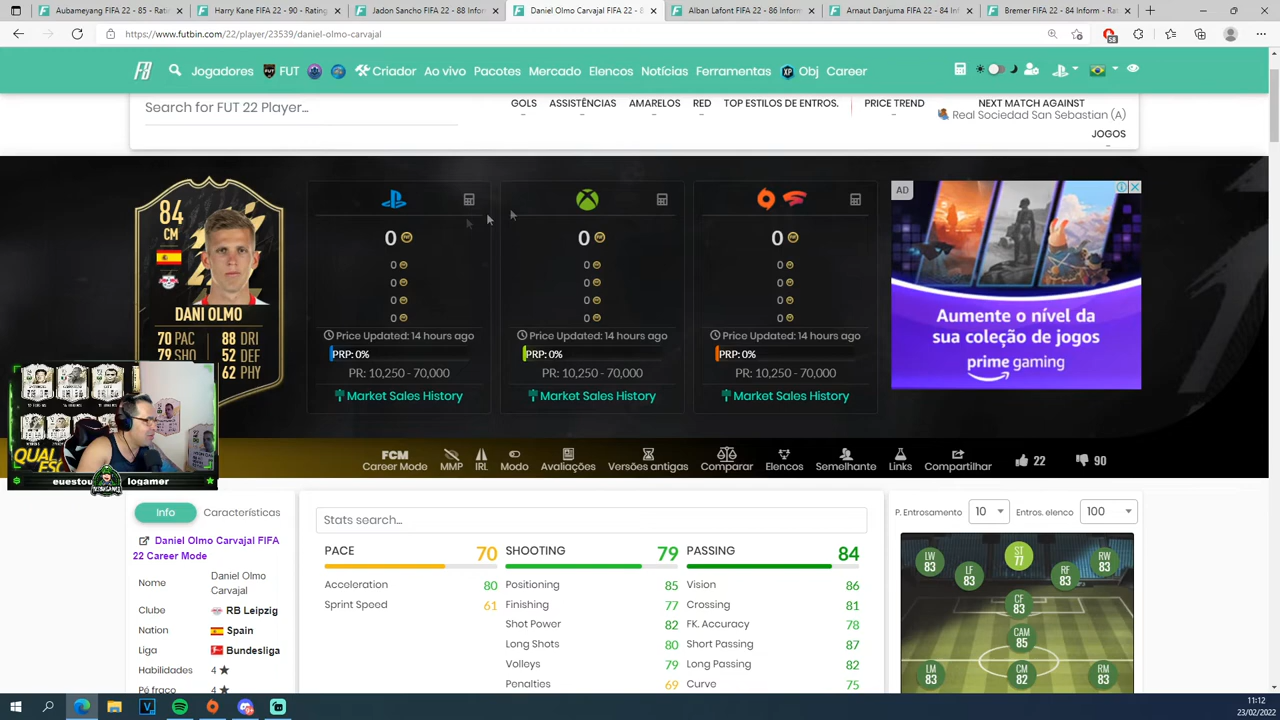 Aubameyang FIFA 22 - 85 - Ratin
Harry Kane FIFA 22 - 90 - Rating
Jadon Sancho FIFA 22 - 88 Inform
Daniel Olmo Carvajal FIFA 22 - 8
Alban Lafont FIFA 22 - 86 Inform
Arnaut Danjuma FIFA 22 - 84 Inf
Bremer FIFA 22 - 84 Inform - Rat
https://www.futbin.com/22/player/23539/daniel-olmo-carvajal
Jogadores FUT Criador Ao vivo Pacotes Mercado Elencos Notícias Ferramentas XP Obj Career
Search for FUT 22 Player...
GOLS ASSISTÊNCIAS AMARELOS RED TOP ESTILOS DE ENTROS. PRICE TREND NEXT MATCH AGAINST
- - - - - Real Sociedad San Sebastian (A)
JOGOS
-
84
CM
DANI OLMO
70 PAC 88 DRI
79 SHO 52 DEF
62 PHY
0 0 0
0 0 0
0 0 0
0 0 0
0 0 0
Price Updated: 14 hours ago Price Updated: 14 hours ago Price Updated: 14 hours ago
PRP: 0% PRP: 0% PRP: 0%
PR: 10,250 - 70,000 PR: 10,250 - 70,000 PR: 10,250 - 70,000
Market Sales History Market Sales History Market Sales History
AD
Aumente o nível da
sua coleção de jogos
prime gaming
FCM
Career Mode MMP IRL Modo Avaliações Versões antigas Comparar Elencos Semelhante Links Compartilhar 22 90
euestou logamer
Info Características
Daniel Olmo Carvajal FIFA
22 Career Mode
Nome Daniel Olmo
Carvajal
Clube RB Leipzig
Nation Spain
Liga Bundesliga
Habilidades 4
Pé fraco 4
Stats search...
PACE 70 SHOOTING 79 PASSING 84
Acceleration 80 Positioning 85 Vision 86
Sprint Speed 61 Finishing 77 Crossing 81
Shot Power 82 FK. Accuracy 78
Long Shots 80 Short Passing 87
Volleys 79 Long Passing 82
Penalties 69 Curve 75
P. Entrosamento 10 Entros. elenco 100
LW
83
LF
83
ST
77
RF
83
RW
83
CF
83
CAM
85
LM
83
CM
82
RM
83
11:12
23/02/2022